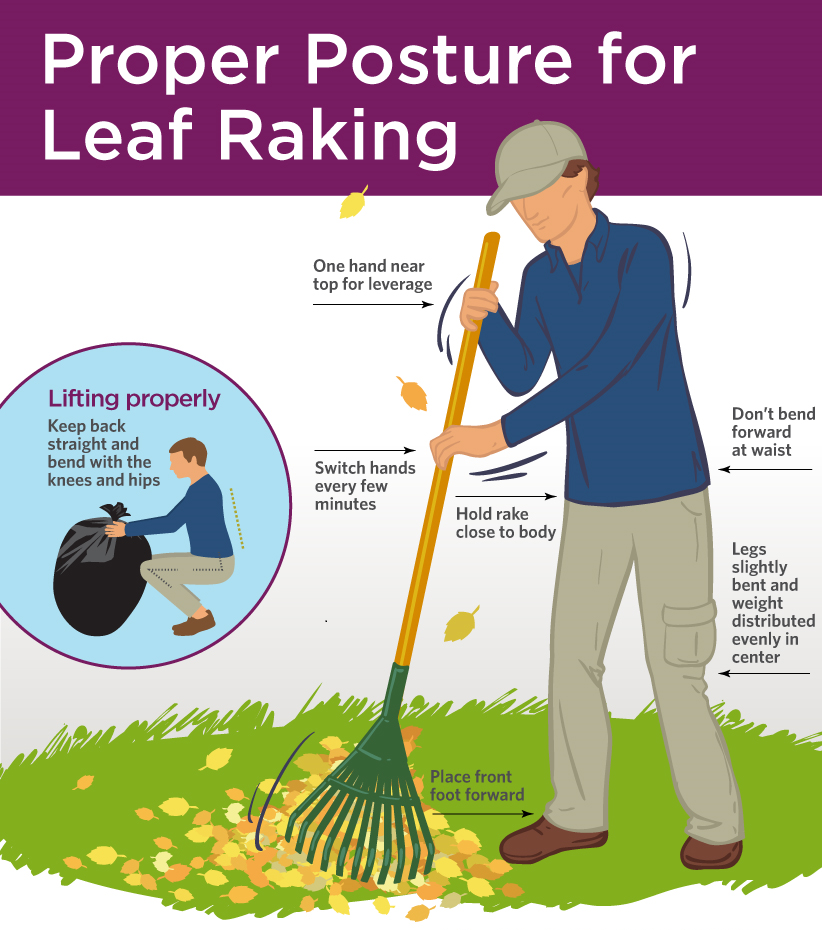 Proper Posture for
Leaf Raking
One hand near
top for leverage
Lifting properly
Keep back
straight and
bend with the
knees and hips
Switch hands
every few
minutes
Hold rake
close to body
Don't bend
forward
at waist
Legs
slightly
bent and
weight
distributed
evenly in
center
Place front
foot forward